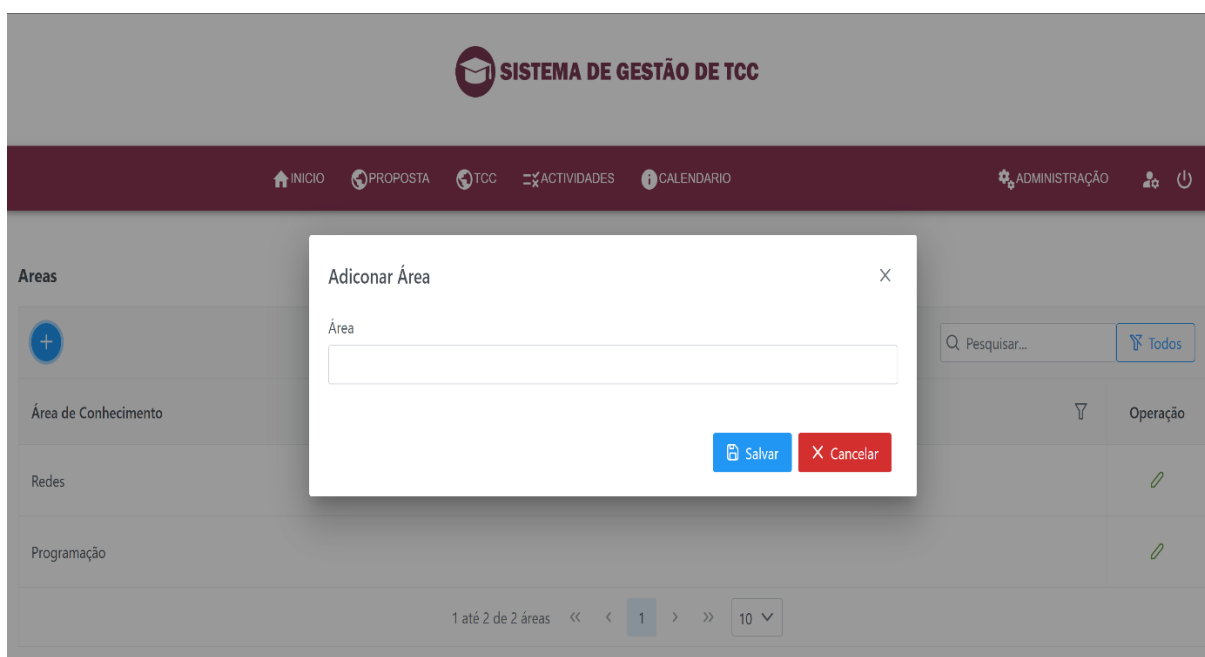 SISTEMA DE GESTÃO DE TCC
INICIO PROPOSTA TCC ACTIVIDADES CALENDARIO ADMINISTRAÇÃO
Areas
Adiconar Área
Área
Pesquisar... Todos
Área de Conhecimento Operação
Salvar Cancelar
Redes
Programação
1 até 2 de 2 áreas 1 10